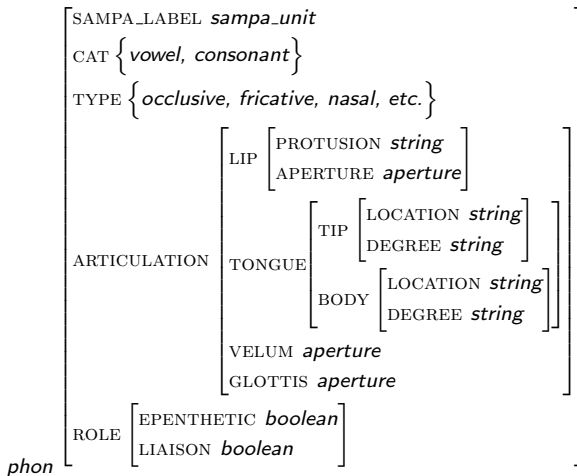 SAMPA_LABEL sampa_unit
CAT {vowel, consonant}
TYPE {occlusive, fricative, nasal, etc.}
ARTICULATION
LIP
PROTUSION string
APERTURE aperture
TONGUE
TIP
LOCATION string
DEGREE string
BODY
LOCATION string
DEGREE string
VELUM aperture
GLOTTIS aperture
ROLE
EPENTHETIC boolean
LIAISON boolean
phon